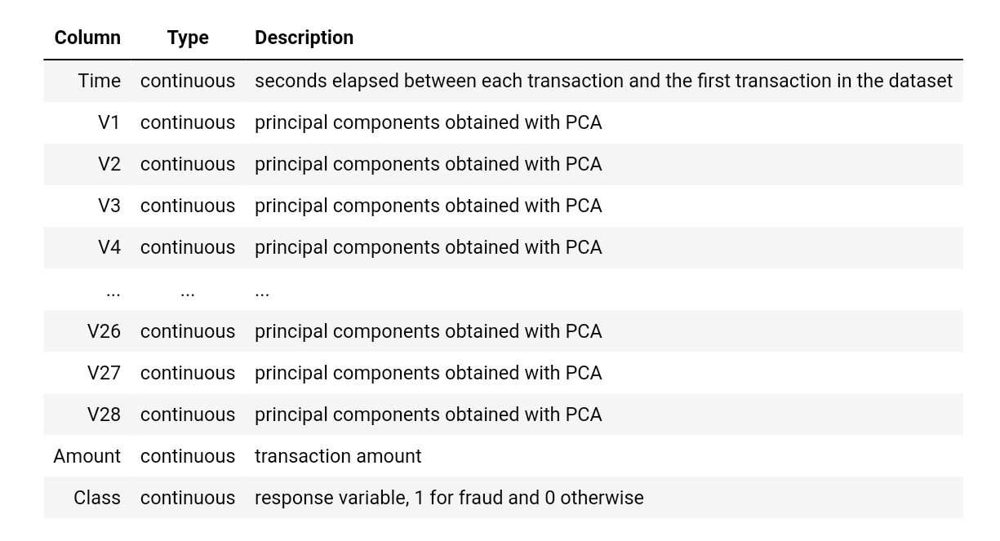 Column Type Description
Time continuous seconds elapsed between each transaction and the first transaction in the dataset
V1 continuous principal components obtained with PCA
V2 continuous principal components obtained with PCA
V3 continuous principal components obtained with PCA
V4 continuous principal components obtained with PCA
... ... ...
V26 continuous principal components obtained with PCA
V27 continuous principal components obtained with PCA
V28 continuous principal components obtained with PCA
Amount continuous transaction amount
Class continuous response variable, 1 for fraud and 0 otherwise